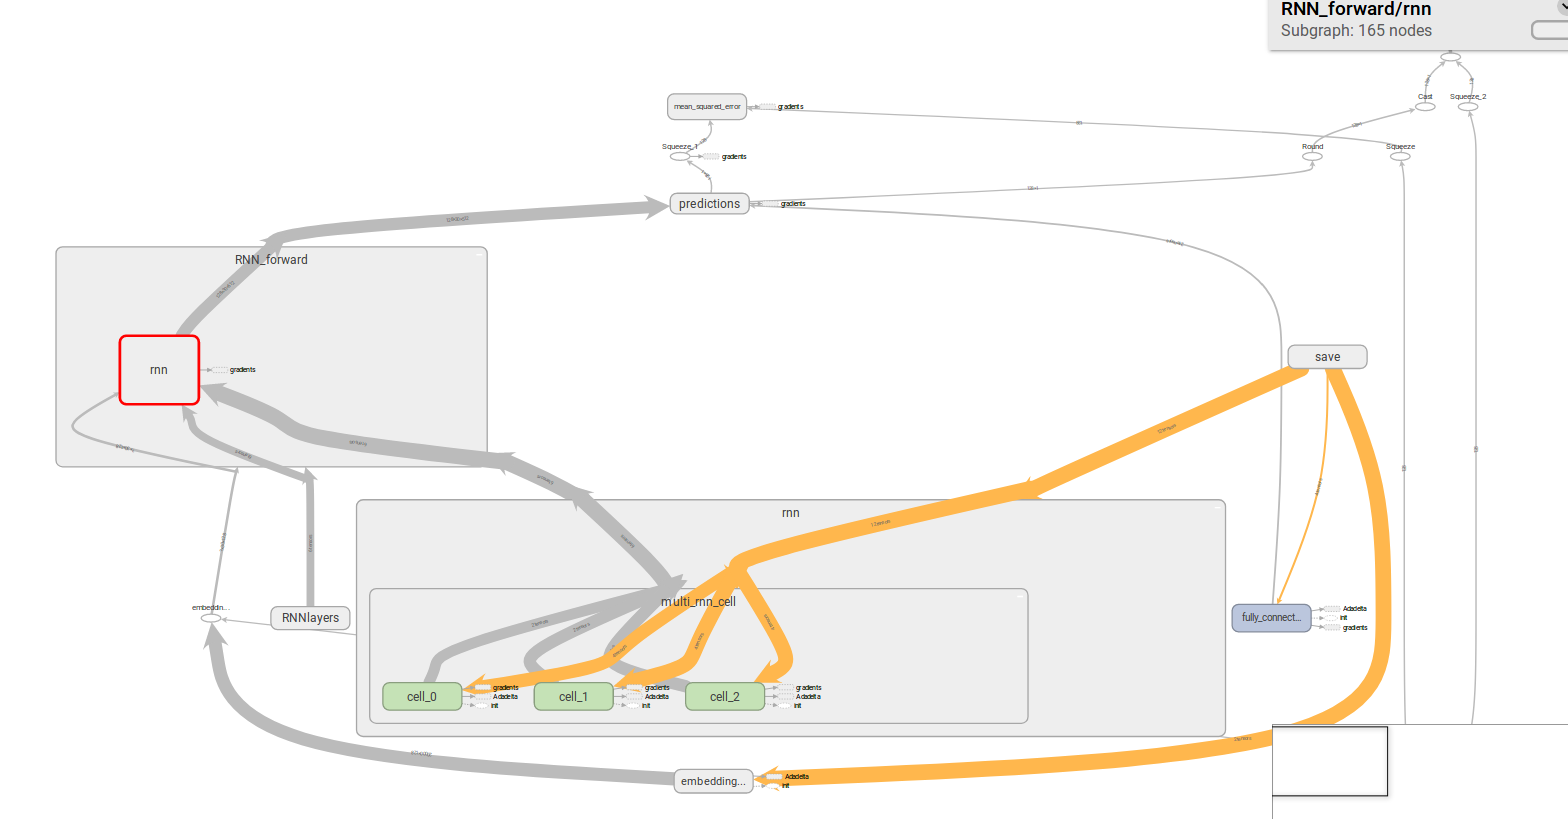 RNN_forward/rnn
Subgraph: 165 nodes
Cast
Squeeze_2
mean_squared_error
gradients
Squeeze_1
gradients
Round
Squeeze
predictions
gradients
RNN_forward
rnn
gradients
save
rnn
multi_rnn_cell
embeddin...
RNNlayers
fully_connect...
Adadelta
init
gradients
cell_0
gradients
Adadelta
init
cell_1
gradients
Adadelta
init
cell_2
gradients
Adadelta
init
embedding...
Adadelta
init